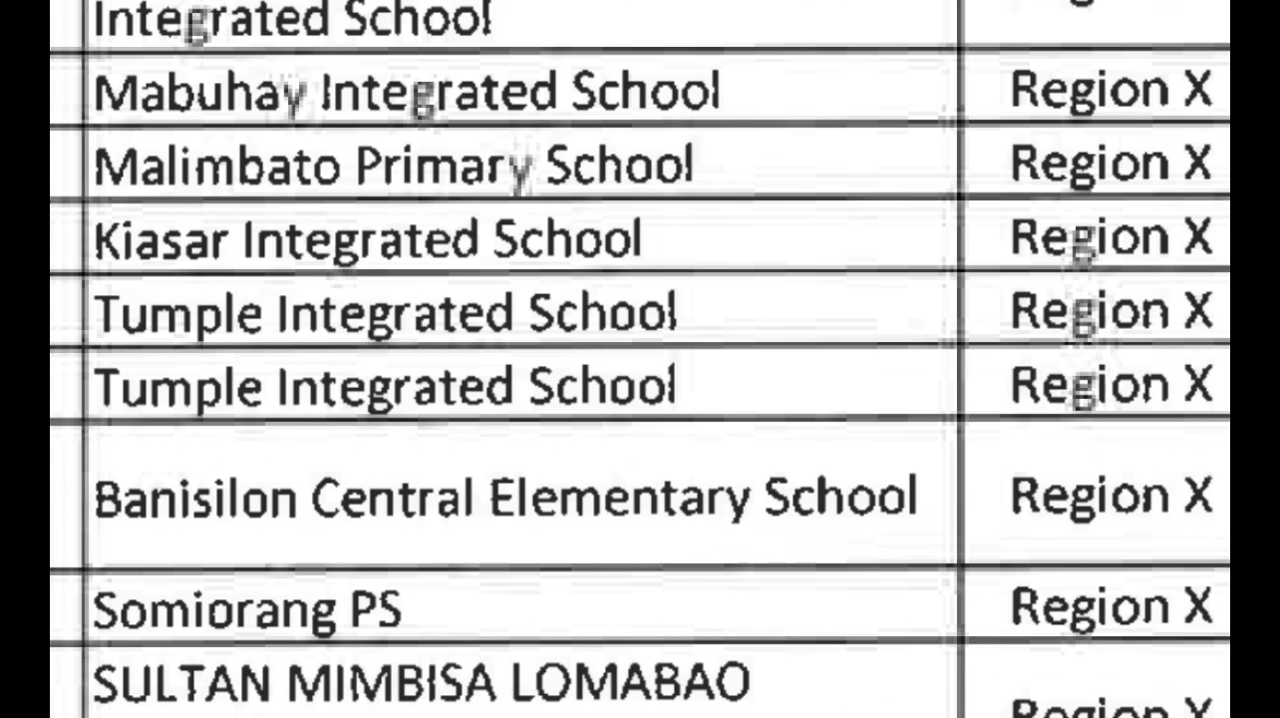 Integrated School
Mabuhay Integrated School Region X
Malimbato Primary School Region X
Kiasar Integrated School Region X
Tumple Integrated School Region X
Tumple Integrated School Region X
Banisilon Central Elementary School Region X
Somiorang PS Region X
SULTAN MIMBISA LOMABAO
Region X